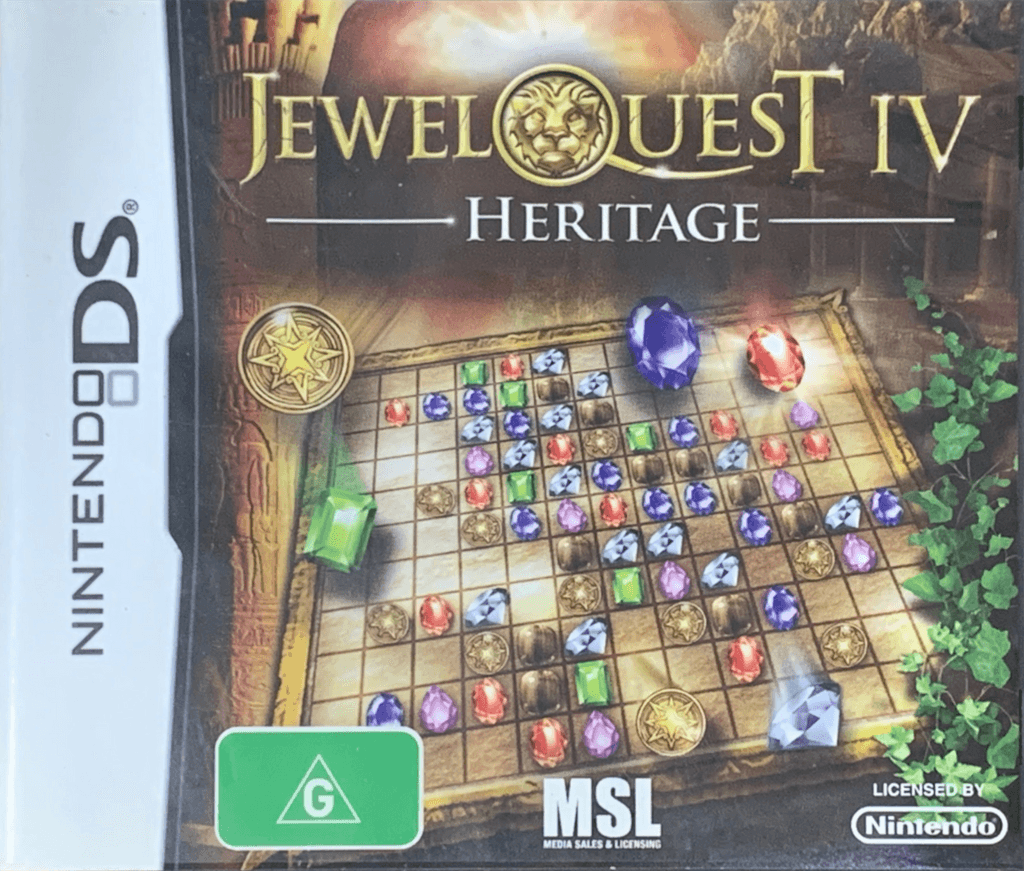 JEWEL QUEST IV
HERITAGE
NINTENDO DS®
G
MSL
MEDIA SALES & LICENSING
LICENSED BY
Nintendo